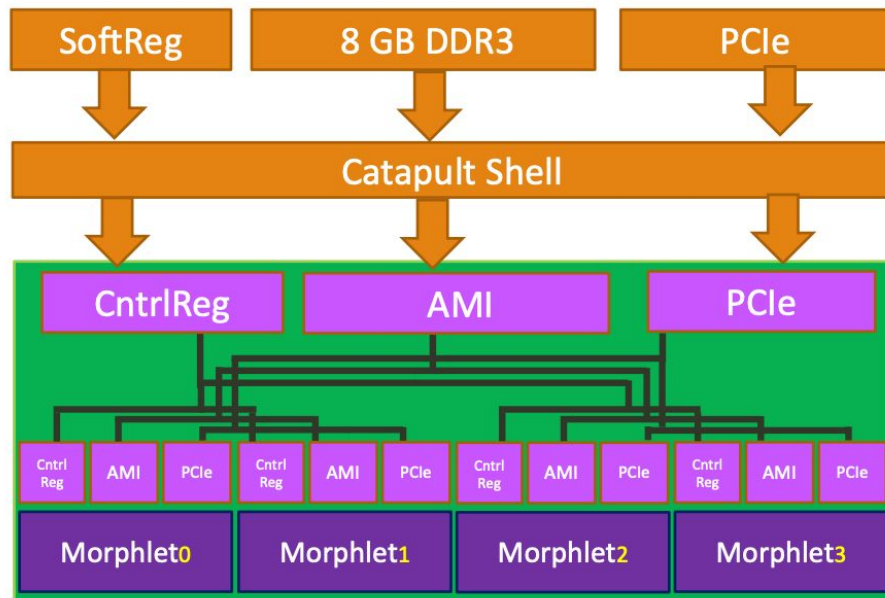 SoftReg
8 GB DDR3
PCIe
Catapult Shell
CntrlReg
AMI
PCIe
Cntrl
Reg
AMI
PCIe
Cntrl
Reg
AMI
PCIe
Cntrl
Reg
AMI
PCIe
Cntrl
Reg
AMI
PCIe
Morphlet0
Morphlet1
Morphlet2
Morphlet3